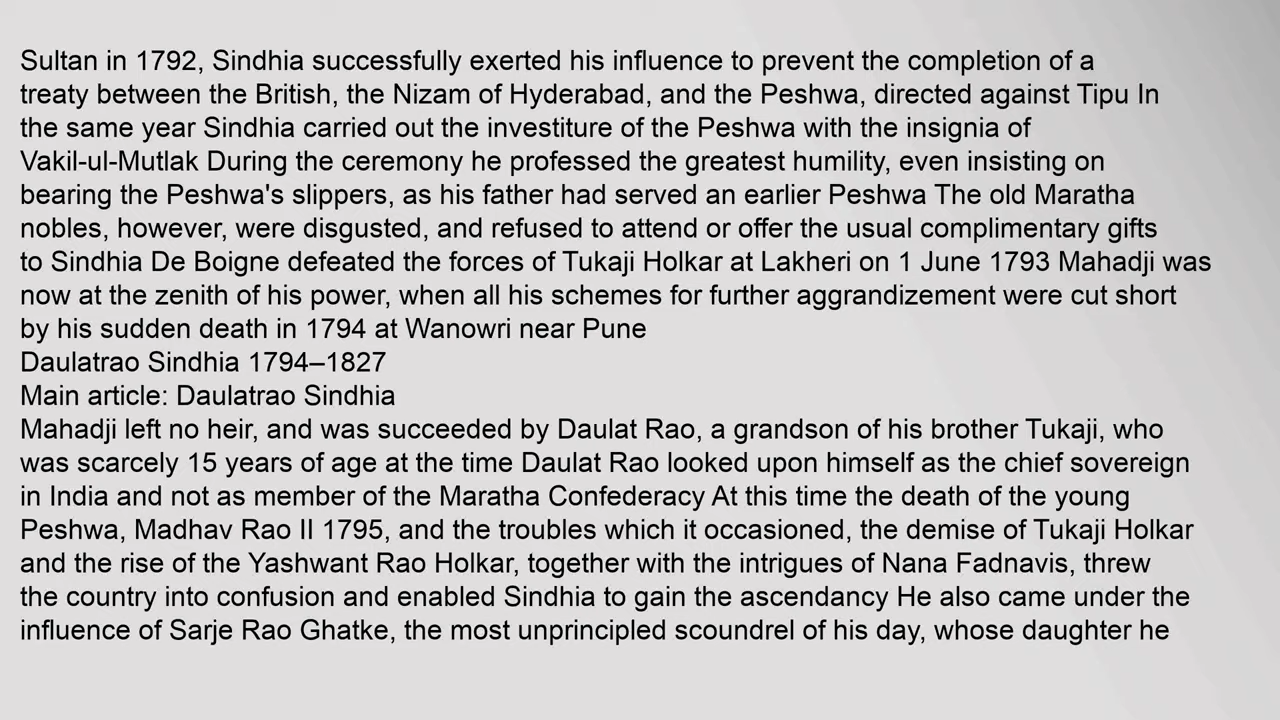 Sultan in 1792, Sindhia successfully exerted his influence to prevent the completion of a
treaty between the British, the Nizam of Hyderabad, and the Peshwa, directed against Tipu In
the same year Sindhia carried out the investiture of the Peshwa with the insignia of
Vakil-ul-Mutlak During the ceremony he professed the greatest humility, even insisting on
bearing the Peshwa's slippers, as his father had served an earlier Peshwa The old Maratha
nobles, however, were disgusted, and refused to attend or offer the usual complimentary gifts
to Sindhia De Boigne defeated the forces of Tukaji Holkar at Lakheri on 1 June 1793 Mahadji was
now at the zenith of his power, when all his schemes for further aggrandizement were cut short
by his sudden death in 1794 at Wanowri near Pune
Daulatrao Sindhia 1794–1827
Main article: Daulatrao Sindhia
Mahadji left no heir, and was succeeded by Daulat Rao, a grandson of his brother Tukaji, who
was scarcely 15 years of age at the time Daulat Rao looked upon himself as the chief sovereign
in India and not as member of the Maratha Confederacy At this time the death of the young
Peshwa, Madhav Rao II 1795, and the troubles which it occasioned, the demise of Tukaji Holkar
and the rise of the Yashwant Rao Holkar, together with the intrigues of Nana Fadnavis, threw
the country into confusion and enabled Sindhia to gain the ascendancy He also came under the
influence of Sarje Rao Ghatke, the most unprincipled scoundrel of his day, whose daughter he